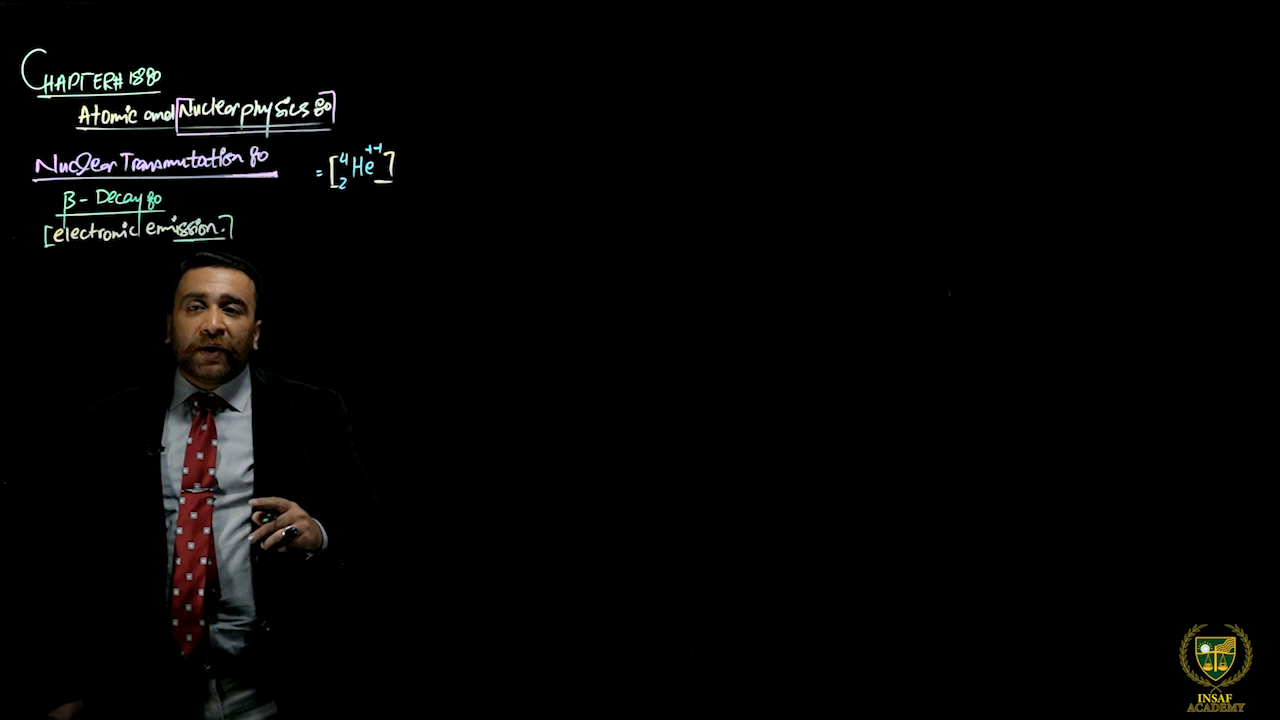 CHAPTER# 18 %
Atomic and Nuclear physics %
Nuclear Transmutation %
= [⁴₂He⁺⁺]
β - Decay %
[electronic emission.]
INSAF
ACADEMY